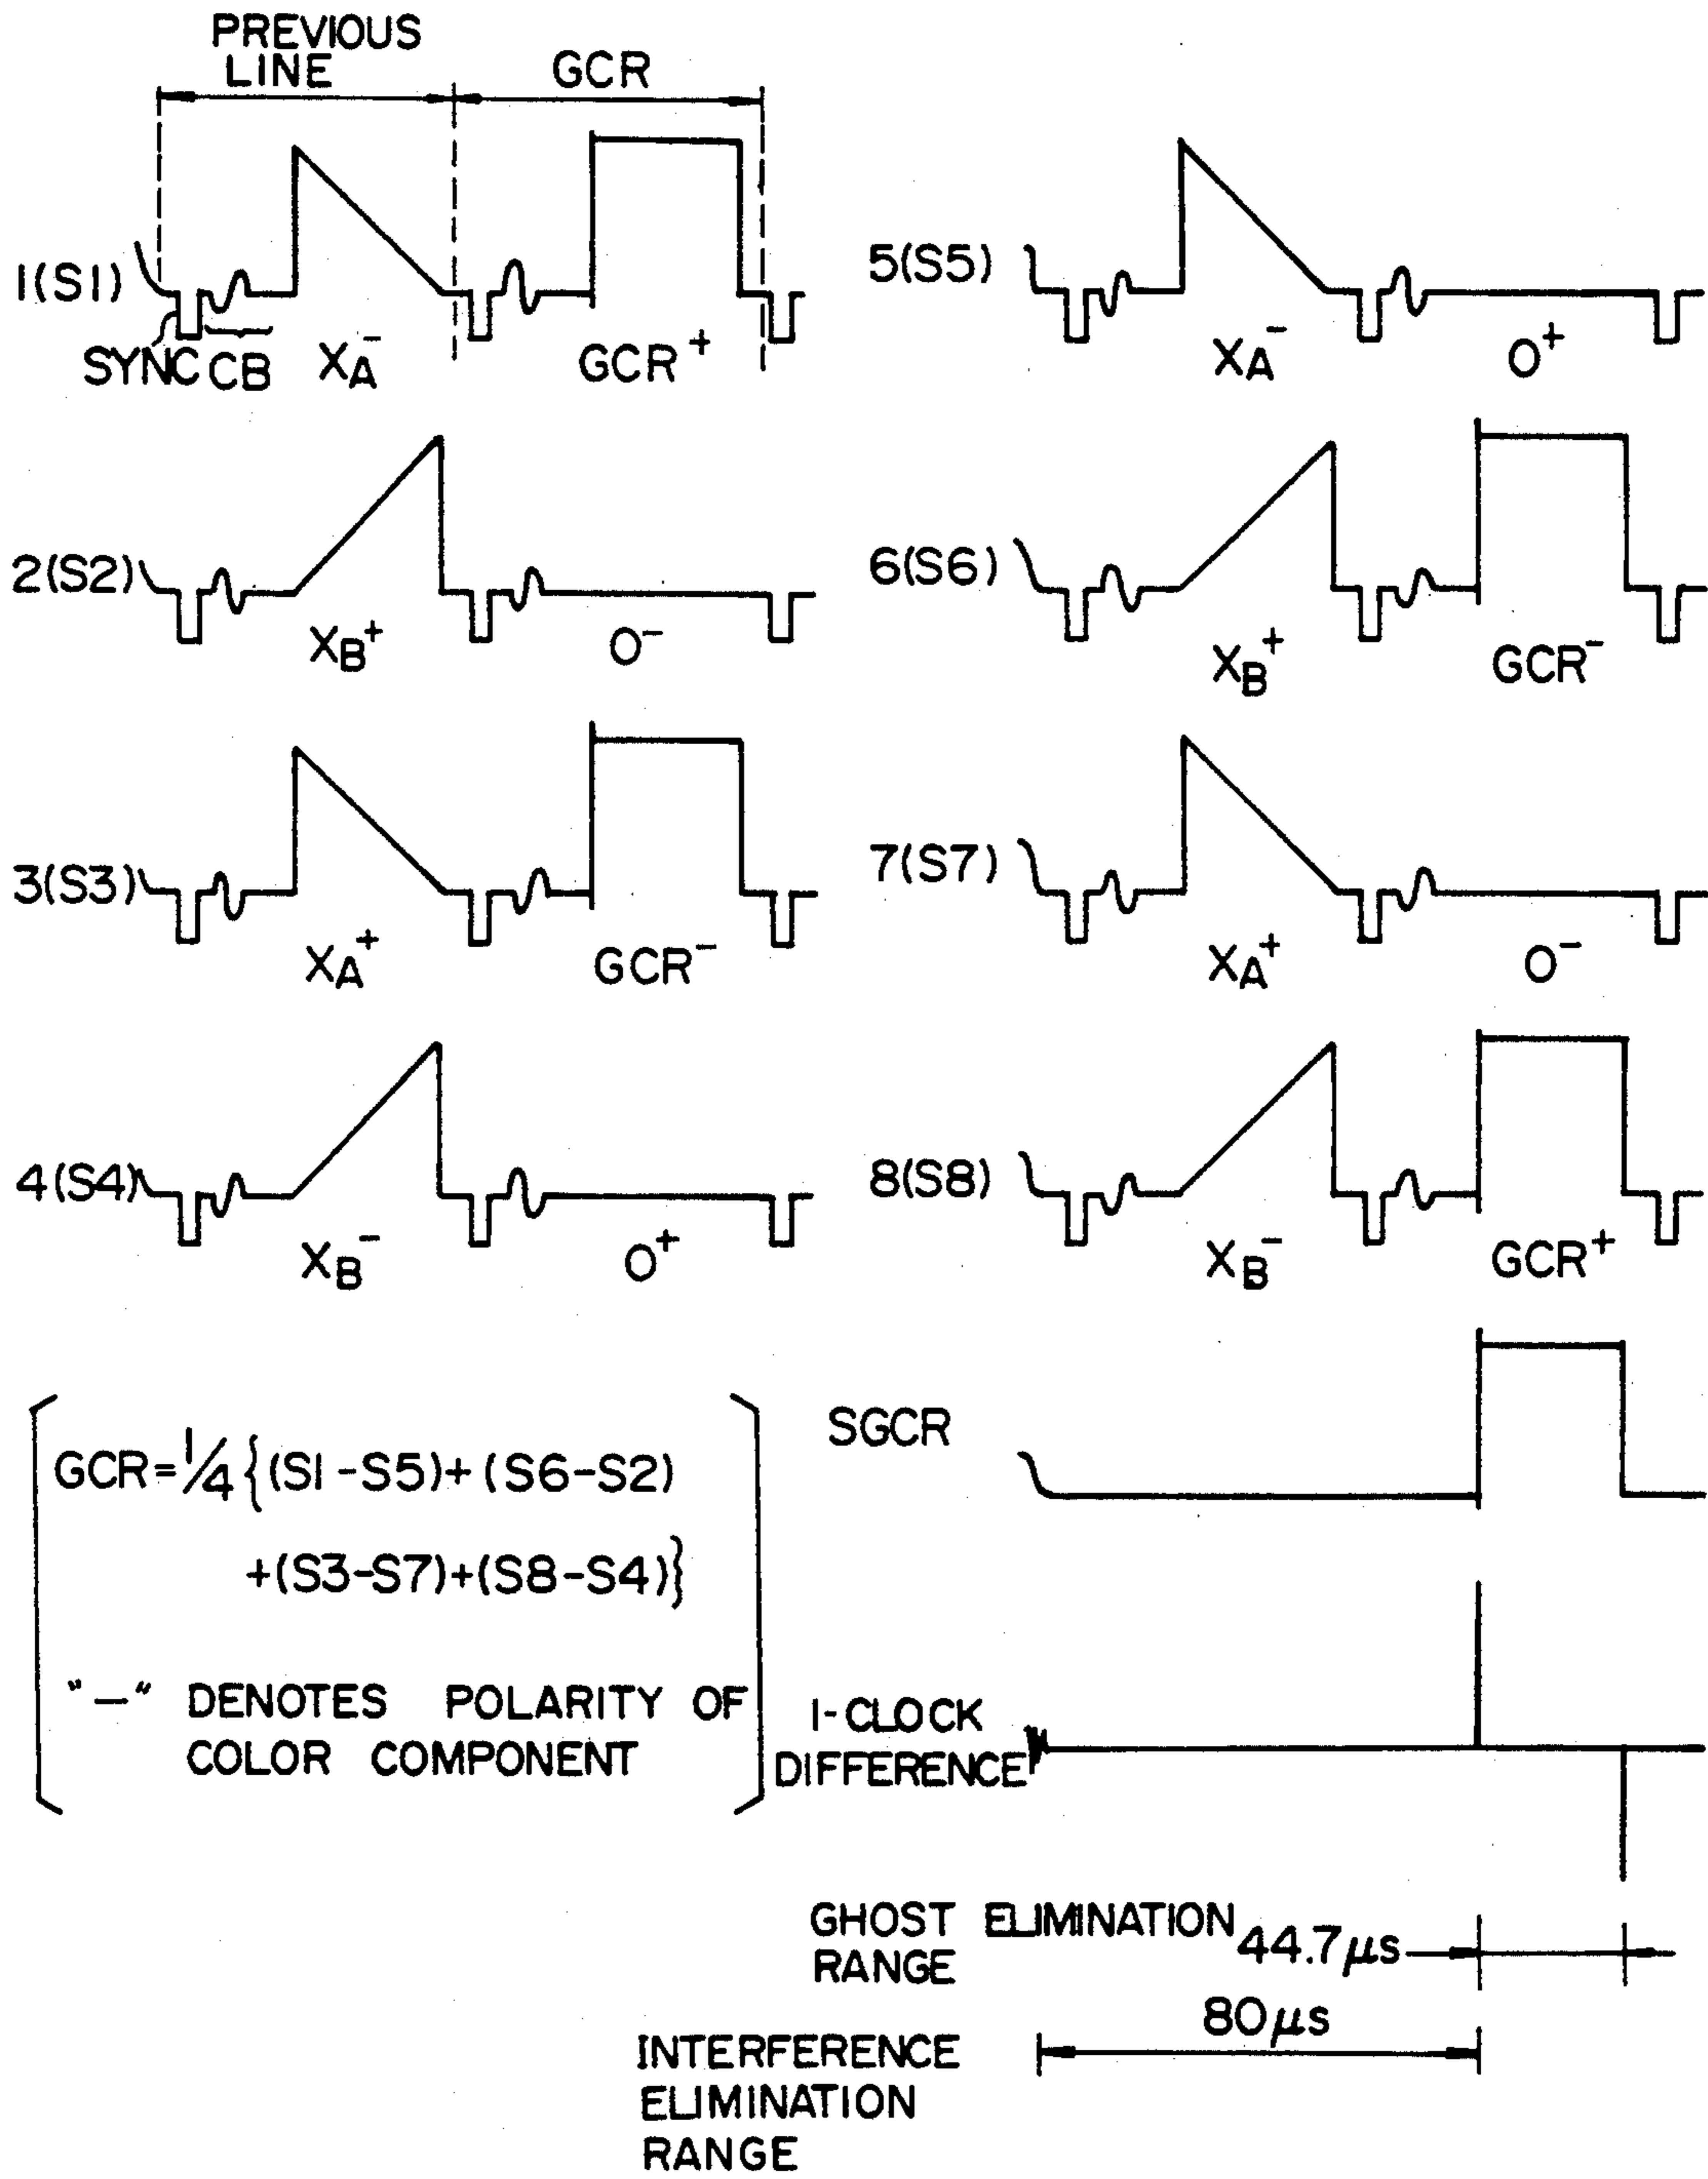 PREVIOUS
LINE
GCR
1(S1)
SYNC CB
X_A^-
GCR^+
5(S5)
X_A^-
O^+
2(S2)
X_B^+
O^-
6(S6)
X_B^+
GCR^-
3(S3)
X_A^+
GCR^-
7(S7)
X_A^+
O^-
4(S4)
X_B^-
O^+
8(S8)
X_B^-
GCR^+
GCR=1/4{(S1-S5)+(S6-S2)
+(S3-S7)+(S8-S4)}
"—" DENOTES POLARITY OF
COLOR COMPONENT
SGCR
1-CLOCK
DIFFERENCE
GHOST ELIMINATION
RANGE
44.7μs
80μs
INTERFERENCE
ELIMINATION
RANGE